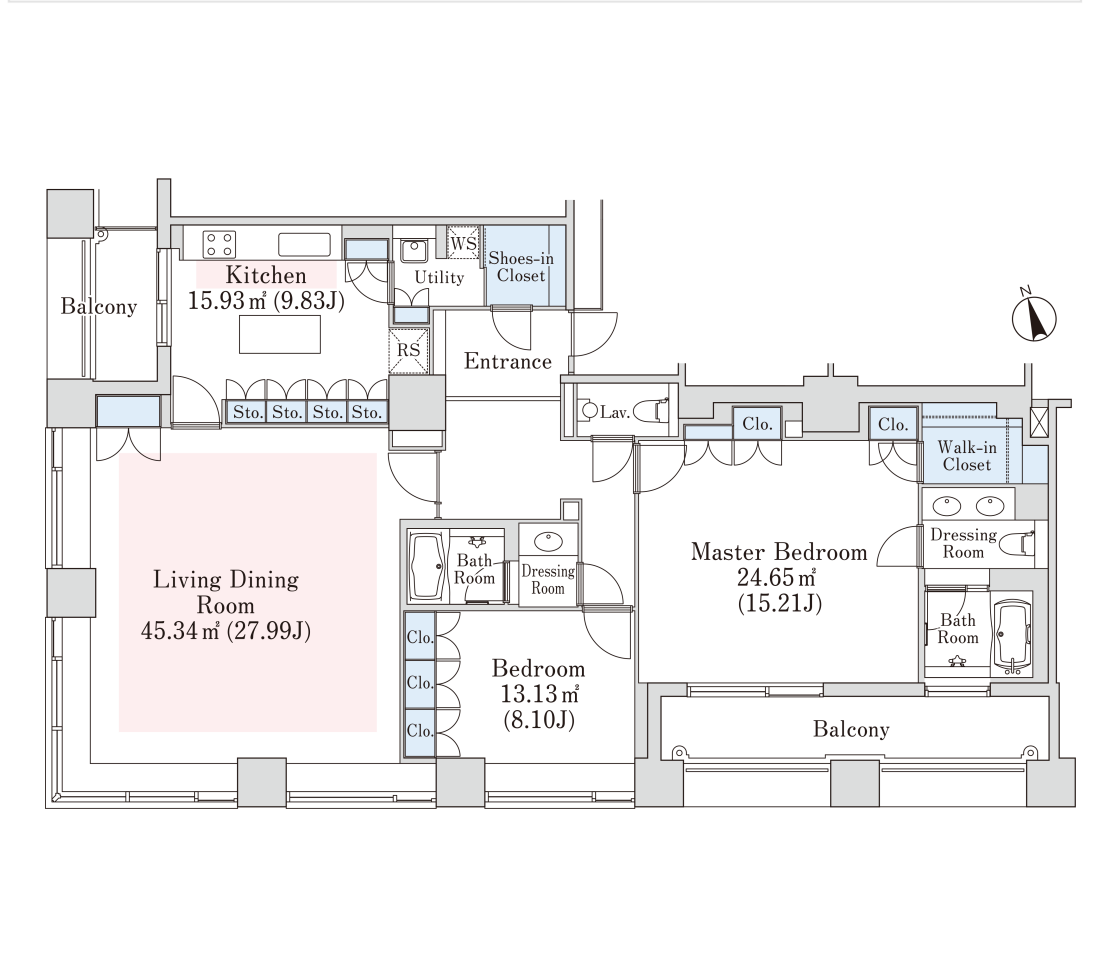 WS
Shoes-in
Closet
Kitchen
15.93㎡ (9.83J)
Utility
Balcony
N
RS
Entrance
Sto.
Sto.
Sto.
Sto.
Lav.
Clo.
Clo.
Walk-in
Closet
Living Dining
Room
45.34㎡ (27.99J)
Bath
Room
Dressing
Room
Master Bedroom
24.65㎡
(15.21J)
Dressing
Room
Bath
Room
Clo.
Clo.
Clo.
Bedroom
13.13㎡
(8.10J)
Balcony